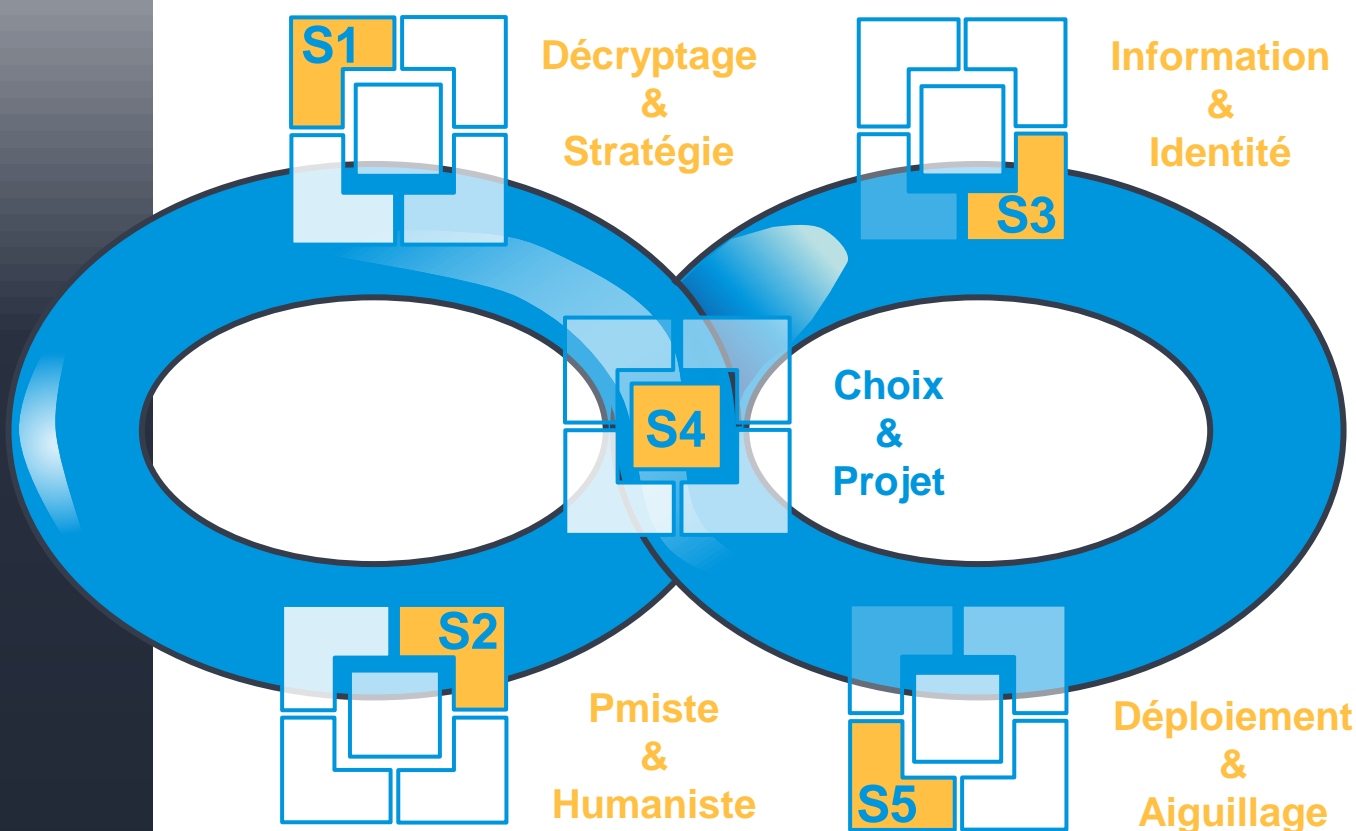 S1
Décryptage
&
Stratégie
Information
&
Identité
S3
S4
Choix
&
Projet
S2
Pmiste
&
Humaniste
S5
Déploiement
&
Aiguillage